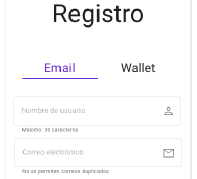 Registro
Email Wallet
Nombre de usuario
Máximo: 30 caracteres
Correo electrónico
No se permiten correos duplicados